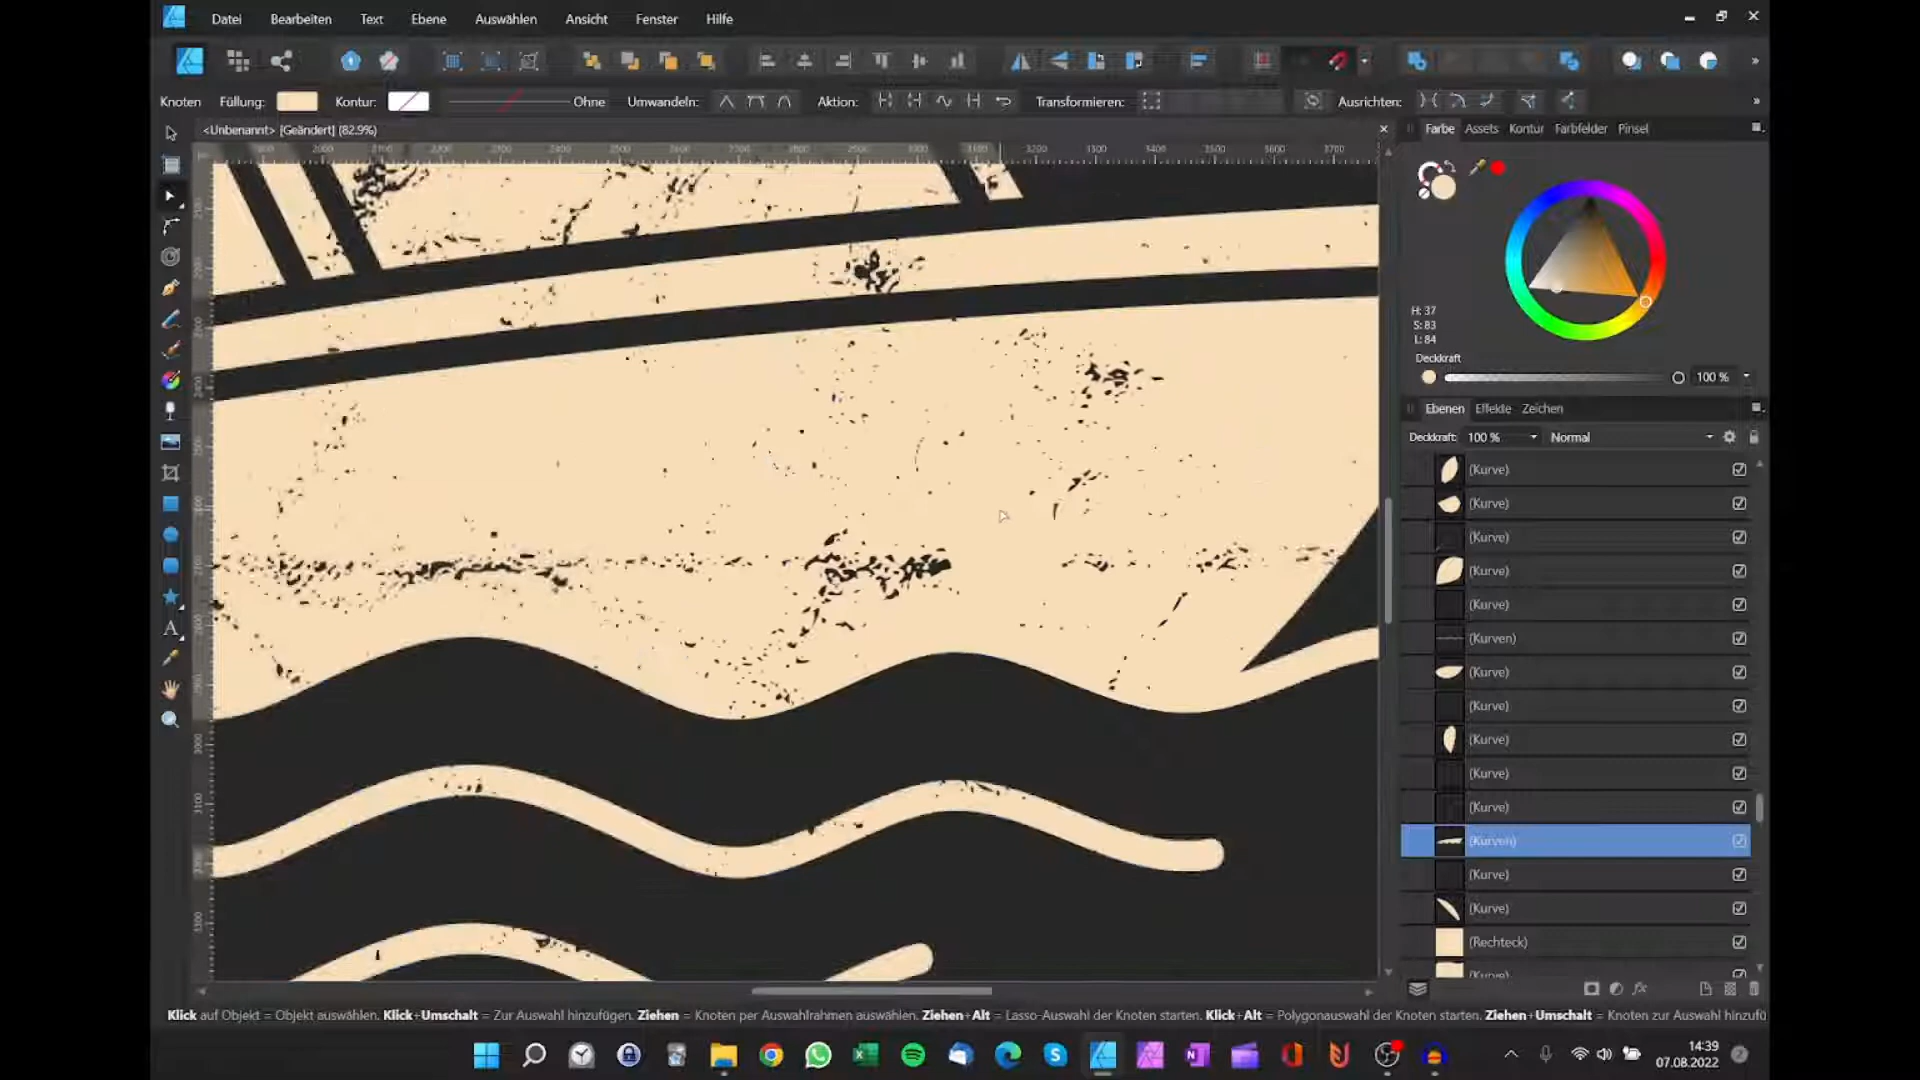 Datei Bearbeiten Text Ebene Auswählen Ansicht Fenster Hilfe
Knoten Füllung: Kontur: Ohne Umwandeln: Aktion: Transformieren: Ausrichten:
<Unbenannt> [Geändert] (82.9%)
Farbe Assets Kontur Farbfelder Pinsel
H: 37
S: 83
L: 84
Deckkraft
100 %
Ebenen Effekte Zeichen
Deckkraft: 100 % Normal
(Kurve)
(Kurve)
(Kurve)
(Kurve)
(Kurve)
(Kurven)
(Kurve)
(Kurve)
(Kurve)
(Kurve)
(Kurve)
(Kurven)
(Kurve)
(Kurve)
(Rechteck)
(Kurve)
Klick auf Objekt = Objekt auswählen. Klick+Umschalt = Zur Auswahl hinzufügen. Ziehen = Knoten per Auswahlrahmen auswählen. Ziehen+Alt = Lasso-Auswahl der Knoten starten. Klick+Alt = Polygonauswahl der Knoten starten. Ziehen+Umschalt = Knoten zur Auswahl hinzufü
14:39
07.08.2022